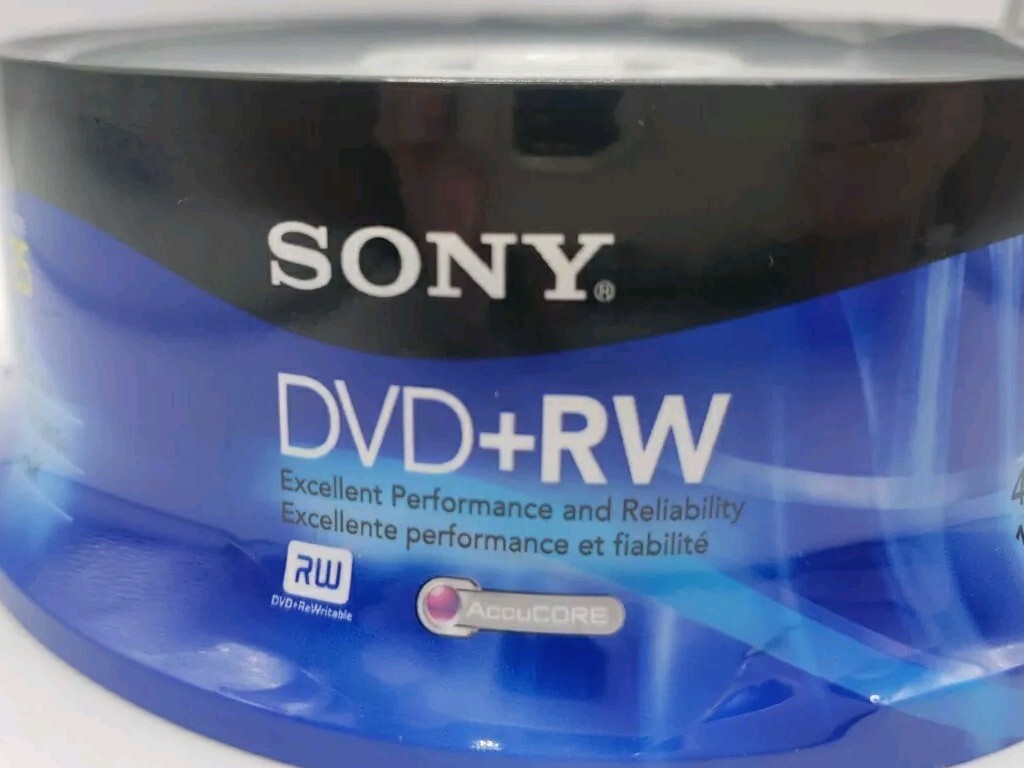 SONY®
DVD+RW
Excellent Performance and Reliability
Excellente performance et fiabilité
RW
DVD+ReWritable
AccuCORE